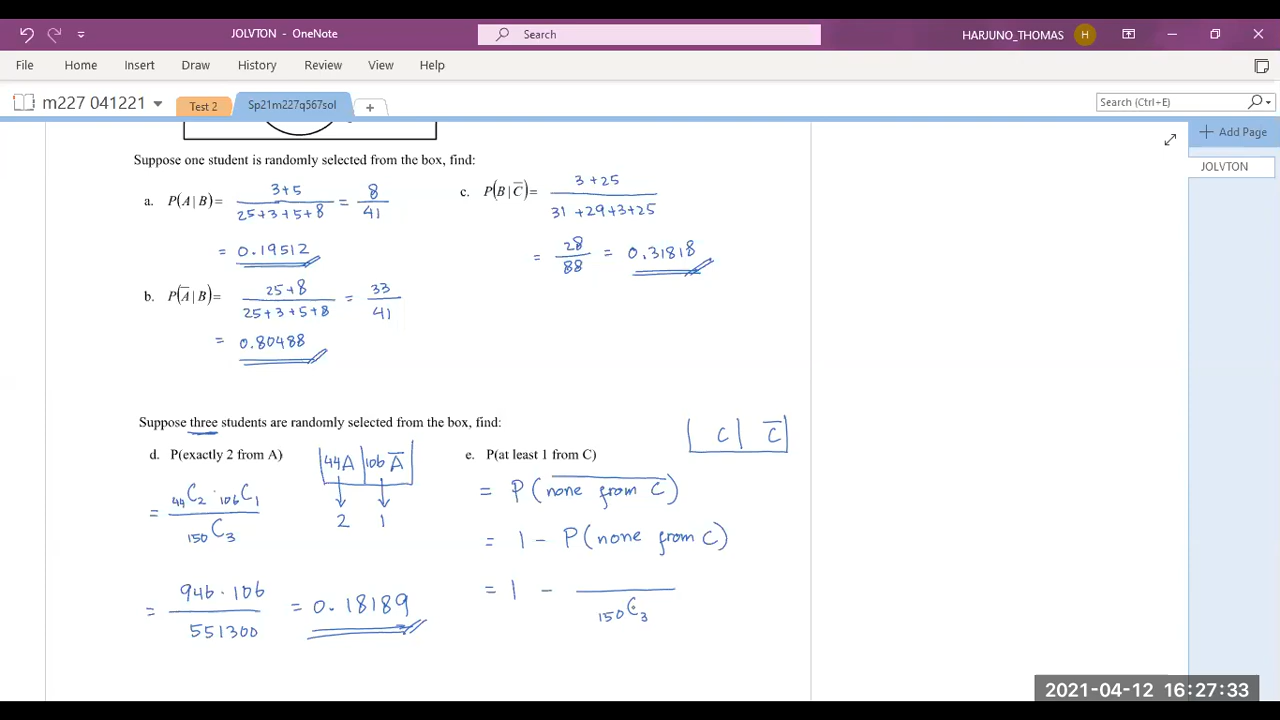 JOLVTON - OneNote
Search
HARJUNO_THOMAS H
File Home Insert Draw History Review View Help
m227 041221
Test 2
Sp21m227q567sol
+
Search (Ctrl+E)
Add Page
JOLVTON
Suppose one student is randomly selected from the box, find:
a. P(A | B) = (3+5)/(25+3+5+8) = 8/41
= 0.19512
b. P(A̅ | B) = (25+8)/(25+3+5+8) = 33/41
= 0.80488
c. P(B | C̅) = (3+25)/(31+29+3+25)
= 28/88 = 0.31818
Suppose three students are randomly selected from the box, find:
d. P(exactly 2 from A)
44A | 106 A̅
2 1
= (₄₄C₂ · ₁₀₆C₁)/(₁₅₀C₃)
= (946 · 106)/551300 = 0.18189
e. P(at least 1 from C)
C | C̅
= P(n̅o̅n̅e̅ ̅f̅r̅o̅m̅ ̅C̅)
= 1 - P(none from C)
= 1 - /(₁₅₀C₃)
2021-04-12 16:27:33